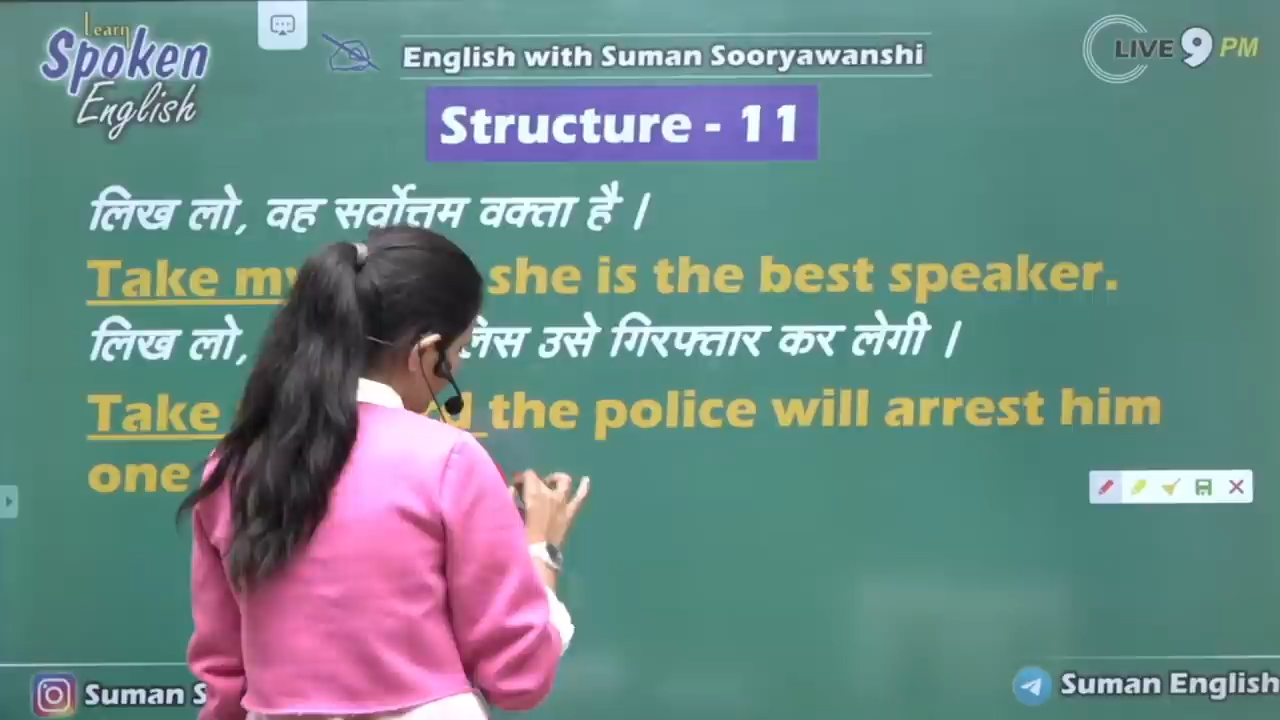 Learn
Spoken
English
English with Suman Sooryawanshi
LIVE 9 PM
Structure - 11
लिख लो, वह सर्वोत्तम वक्ता है ।
Take my she is the best speaker.
लिख लो, उसे गिरफ्तार कर लेगी ।
Take the police will arrest him
one
Suman
Suman English